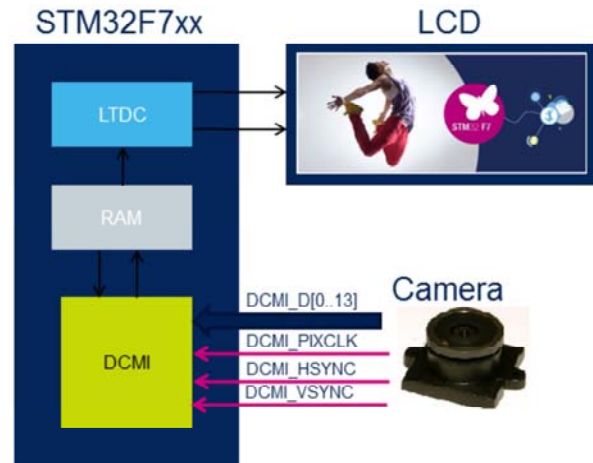 STM32F7xx
LCD
LTDC
STM32 F7
RAM
DCMI_D[0..13]
Camera
DCMI_PIXCLK
DCMI
DCMI_HSYNC
DCMI_VSYNC